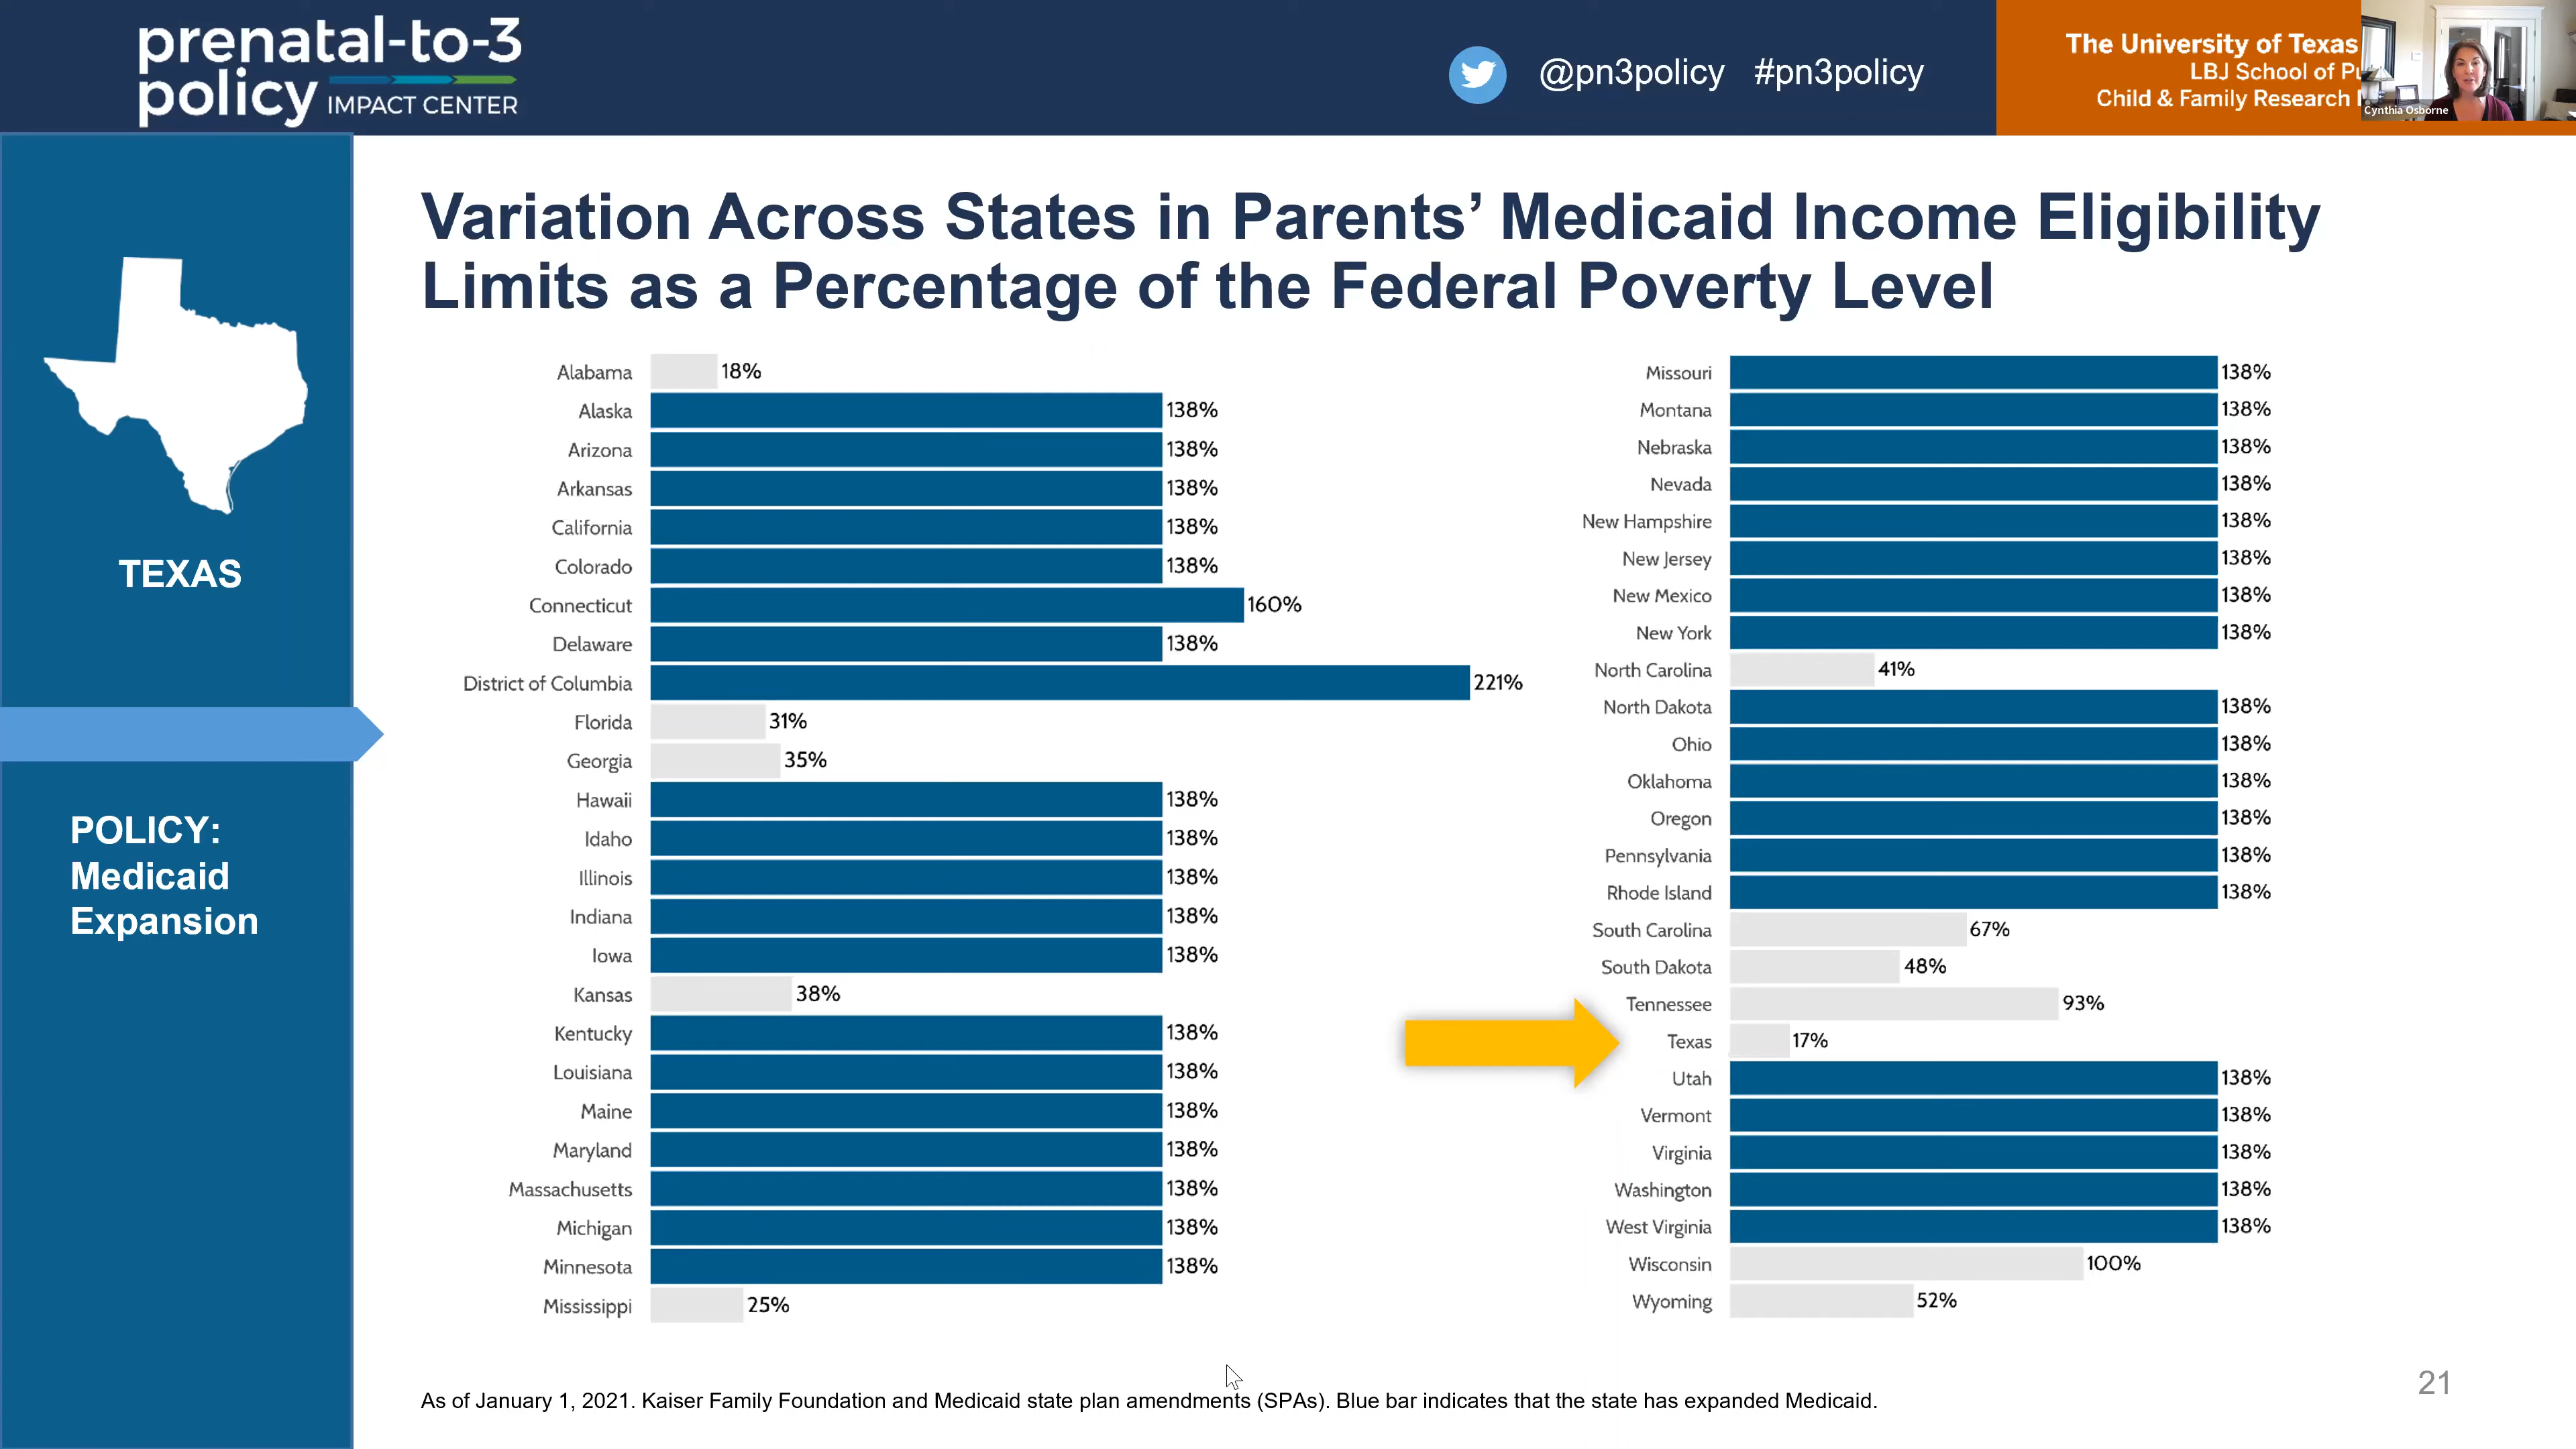 prenatal-to-3
policy IMPACT CENTER
@pn3policy #pn3policy
The University of Texas
LBJ School of
Child & Family Research
Cynthia Osborne
TEXAS
POLICY:
Medicaid
Expansion
Variation Across States in Parents’ Medicaid Income Eligibility
Limits as a Percentage of the Federal Poverty Level
Alabama 18%
Alaska 138%
Arizona 138%
Arkansas 138%
California 138%
Colorado 138%
Connecticut 160%
Delaware 138%
District of Columbia 221%
Florida 31%
Georgia 35%
Hawaii 138%
Idaho 138%
Illinois 138%
Indiana 138%
Iowa 138%
Kansas 38%
Kentucky 138%
Louisiana 138%
Maine 138%
Maryland 138%
Massachusetts 138%
Michigan 138%
Minnesota 138%
Mississippi 25%
Missouri 138%
Montana 138%
Nebraska 138%
Nevada 138%
New Hampshire 138%
New Jersey 138%
New Mexico 138%
New York 138%
North Carolina 41%
North Dakota 138%
Ohio 138%
Oklahoma 138%
Oregon 138%
Pennsylvania 138%
Rhode Island 138%
South Carolina 67%
South Dakota 48%
Tennessee 93%
Texas 17%
Utah 138%
Vermont 138%
Virginia 138%
Washington 138%
West Virginia 138%
Wisconsin 100%
Wyoming 52%
As of January 1, 2021. Kaiser Family Foundation and Medicaid state plan amendments (SPAs). Blue bar indicates that the state has expanded Medicaid.
21